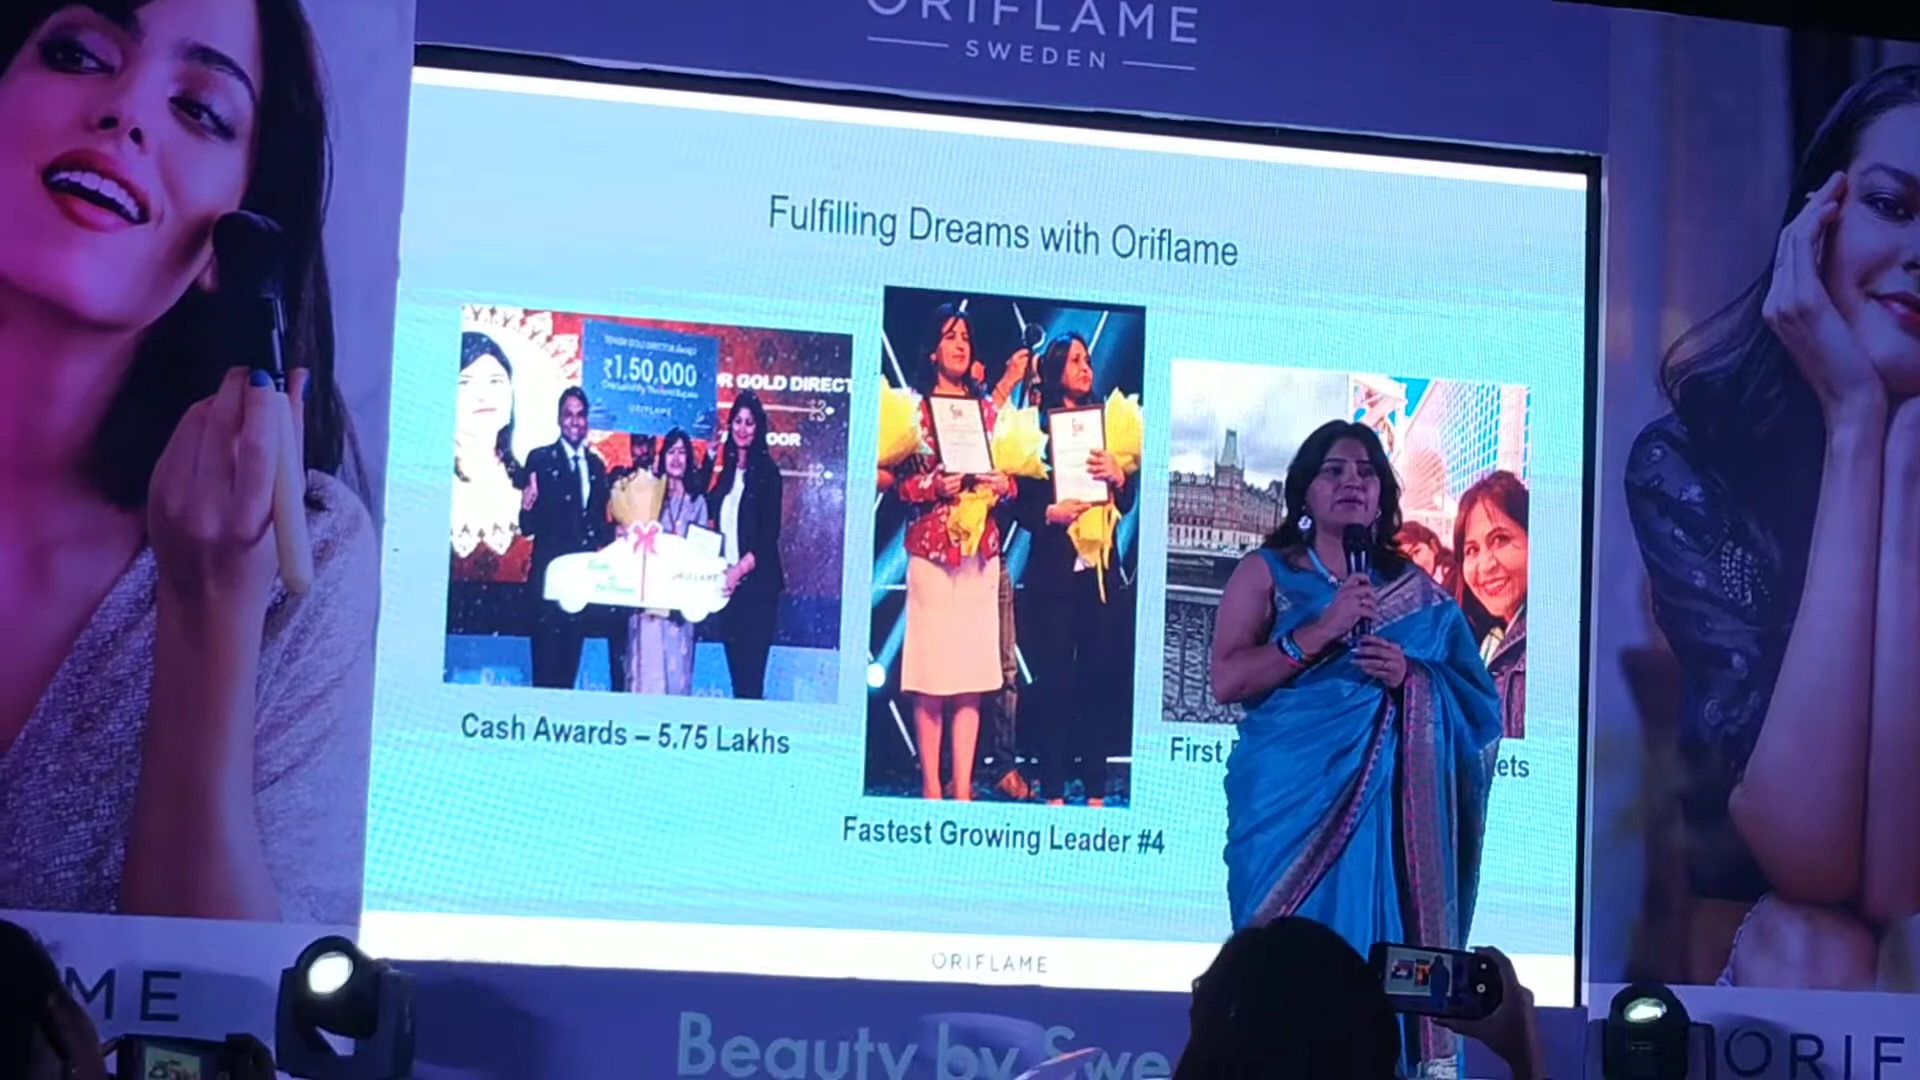 ORIFLAME
SWEDEN
Fulfilling Dreams with Oriflame
₹1,50,000
ORIFLAME
R GOLD DIRECT
OOR
Cash Awards – 5.75 Lakhs
Fastest Growing Leader #4
First
ets
ORIFLAME
Beauty by Swe
ME
ORIF